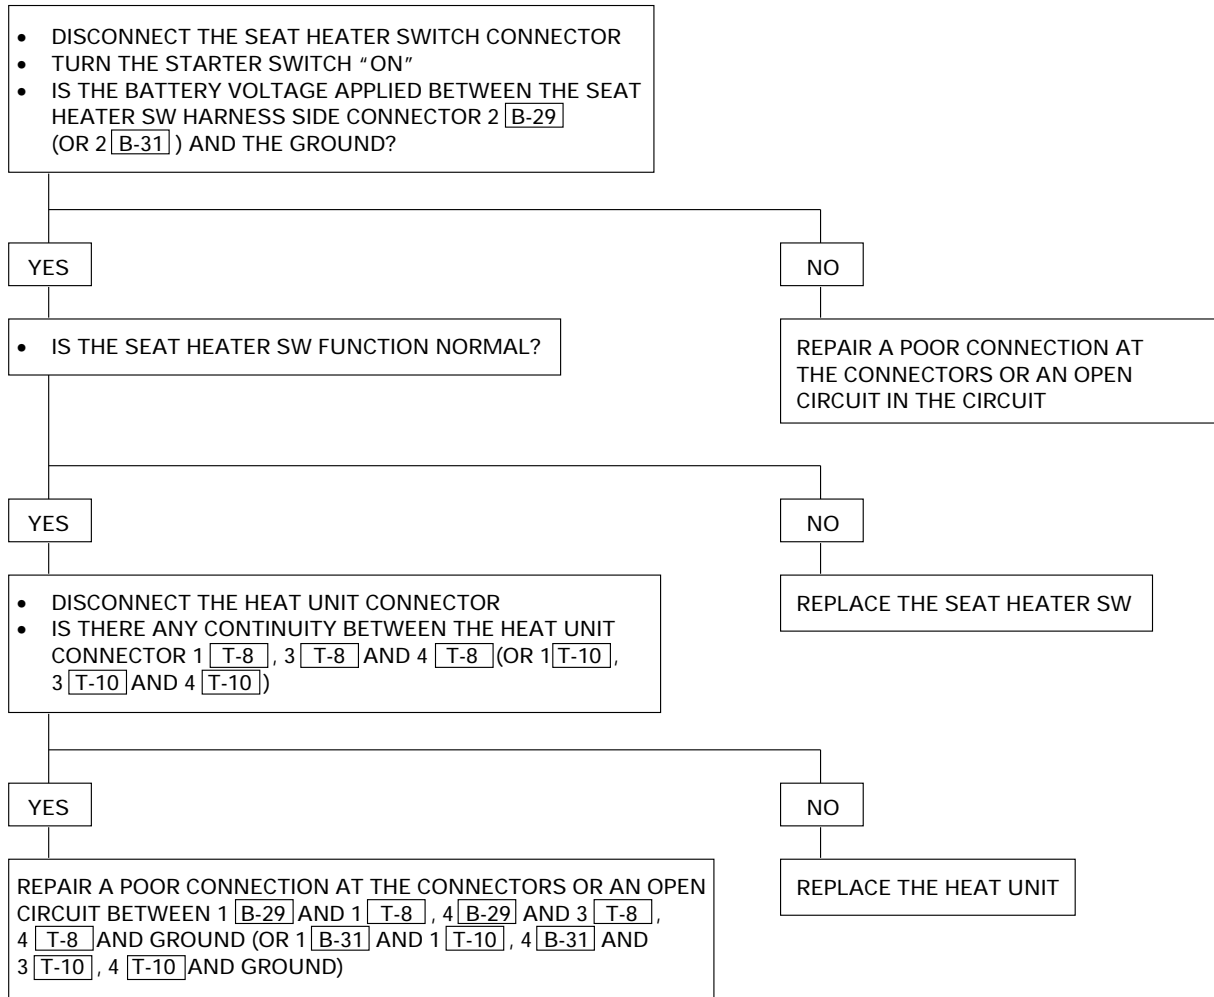 • DISCONNECT THE SEAT HEATER SWITCH CONNECTOR
• TURN THE STARTER SWITCH “ON”
• IS THE BATTERY VOLTAGE APPLIED BETWEEN THE SEAT
HEATER SW HARNESS SIDE CONNECTOR 2 B-29
(OR 2 B-31 ) AND THE GROUND?
YES
NO
• IS THE SEAT HEATER SW FUNCTION NORMAL?
REPAIR A POOR CONNECTION AT
THE CONNECTORS OR AN OPEN
CIRCUIT IN THE CIRCUIT
YES
NO
• DISCONNECT THE HEAT UNIT CONNECTOR
• IS THERE ANY CONTINUITY BETWEEN THE HEAT UNIT
CONNECTOR 1 T-8 , 3 T-8 AND 4 T-8 (OR 1 T-10 ,
3 T-10 AND 4 T-10 )
REPLACE THE SEAT HEATER SW
YES
NO
REPAIR A POOR CONNECTION AT THE CONNECTORS OR AN OPEN
CIRCUIT BETWEEN 1 B-29 AND 1 T-8 , 4 B-29 AND 3 T-8 ,
4 T-8 AND GROUND (OR 1 B-31 AND 1 T-10 , 4 B-31 AND
3 T-10 , 4 T-10 AND GROUND)
REPLACE THE HEAT UNIT